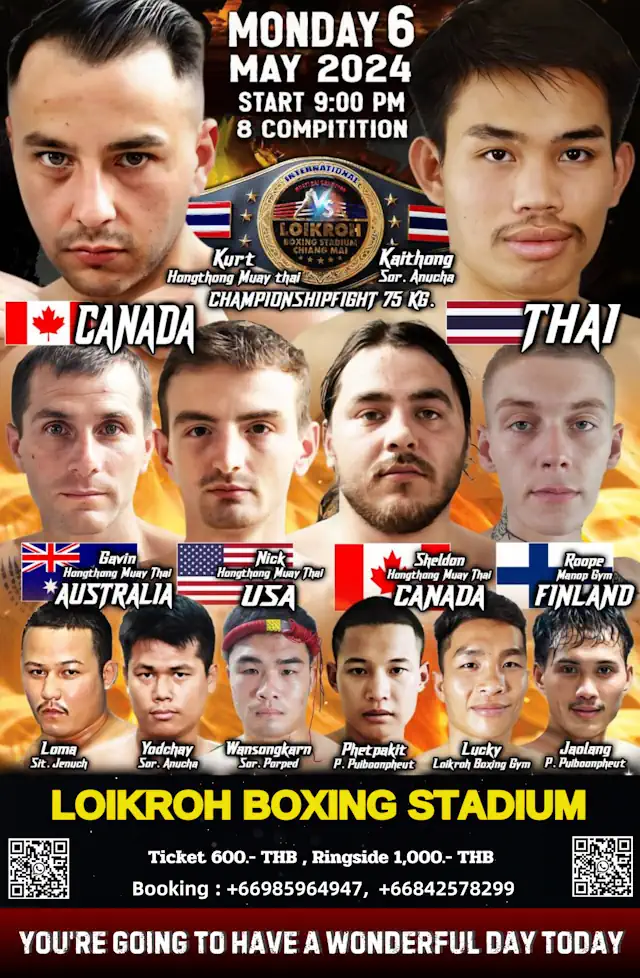 MONDAY 6
MAY 2024
START 9:00 PM
8 COMPITITION
INTERNATIONAL
VS
LOIKROH
BOXING STADIUM
CHIANG MAI
Kurt
Hongthong Muay thai
Kaithong
Sor. Anucha
CHAMPIONSHIPFIGHT 75 KG.
CANADA
THAI
Gavin
Hongthong Muay Thai
AUSTRALIA
Nick
Hongthong Muay Thai
USA
Sheldon
Hongthong Muay Thai
CANADA
Roope
Manop Gym
FINLAND
Loma
Sit. Jenuch
Yodchay
Sor. Anucha
Wansongkarn
Sor. Porped
Phetpakit
P. Puiboonpheut
Lucky
Loikroh Boxing Gym
Jaolang
P. Puiboonpheut
LOIKROH BOXING STADIUM
Ticket 600.- THB , Ringside 1,000.- THB
Booking : +66985964947, +66842578299
YOU'RE GOING TO HAVE A WONDERFUL DAY TODAY